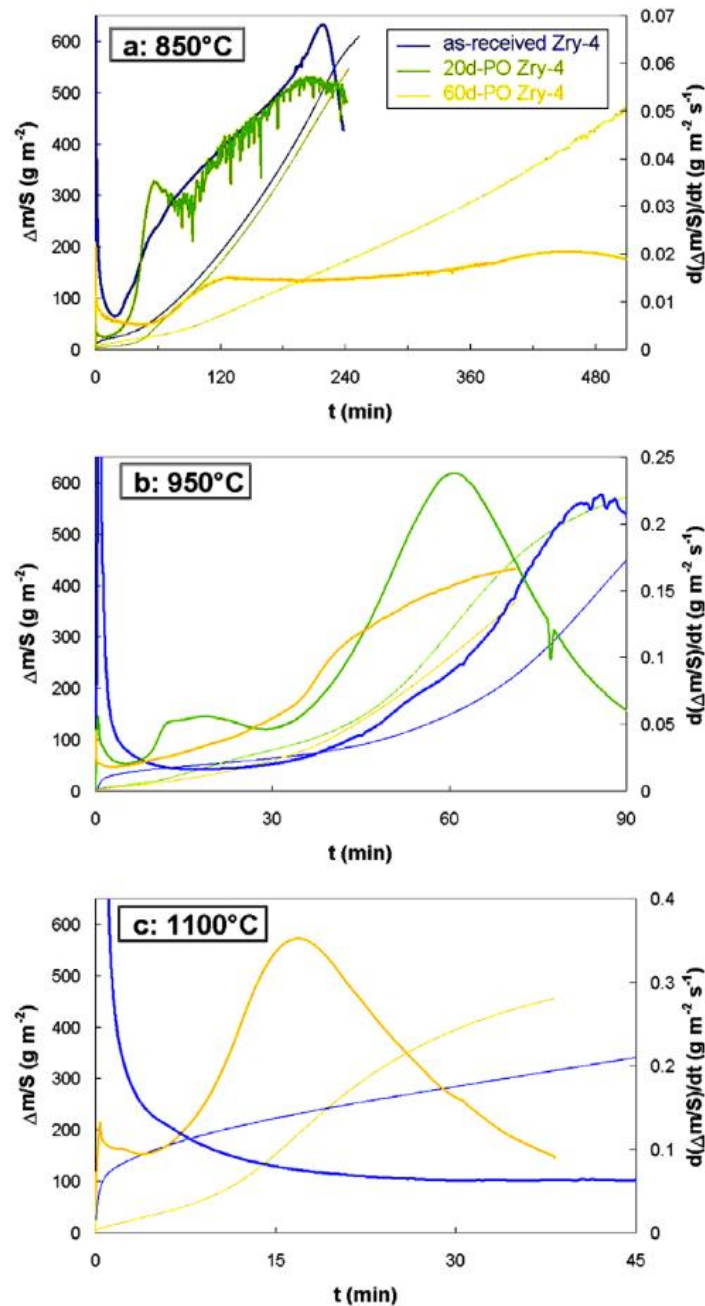 a: 850°C
as-received Zry-4
20d-PO Zry-4
60d-PO Zry-4
600
500
400
300
200
100
0
Δm/S (g m⁻²)
0.07
0.06
0.05
0.04
0.03
0.02
0.01
0
d(Δm/S)/dt (g m⁻² s⁻¹)
0 120 240 360 480
t (min)
b: 950°C
600
500
400
300
200
100
0
Δm/S (g m⁻²)
0.25
0.2
0.15
0.1
0.05
0
d(Δm/S)/dt (g m⁻² s⁻¹)
0 30 60 90
t (min)
c: 1100°C
600
500
400
300
200
100
0
Δm/S (g m⁻²)
0.4
0.3
0.2
0.1
0
d(Δm/S)/dt (g m⁻² s⁻¹)
0 15 30 45
t (min)